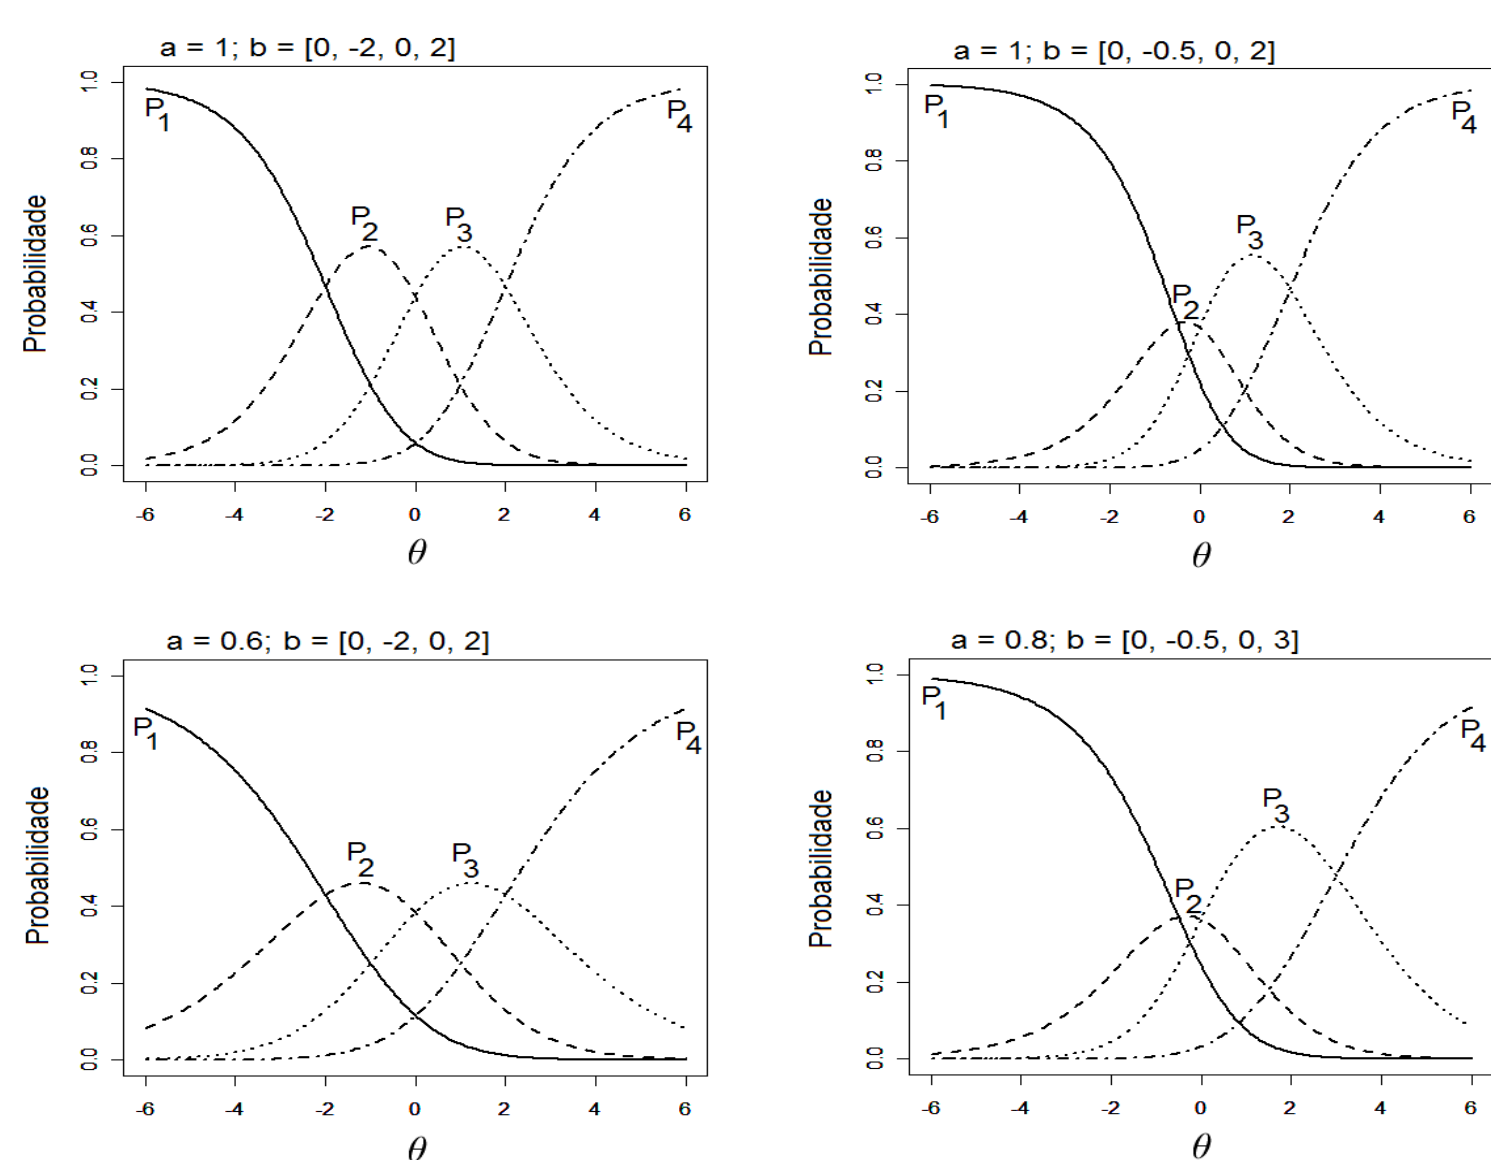 a = 1; b = [0, -2, 0, 2]
Probabilidade
1.0
0.8
0.6
0.4
0.2
0.0
P1
P2
P3
P4
-6 -4 -2 0 2 4 6
θ
a = 1; b = [0, -0.5, 0, 2]
Probabilidade
1.0
0.8
0.6
0.4
0.2
0.0
P1
P2
P3
P4
-6 -4 -2 0 2 4 6
θ
a = 0.6; b = [0, -2, 0, 2]
Probabilidade
1.0
0.8
0.6
0.4
0.2
0.0
P1
P2
P3
P4
-6 -4 -2 0 2 4 6
θ
a = 0.8; b = [0, -0.5, 0, 3]
Probabilidade
1.0
0.8
0.6
0.4
0.2
0.0
P1
P2
P3
P4
-6 -4 -2 0 2 4 6
θ